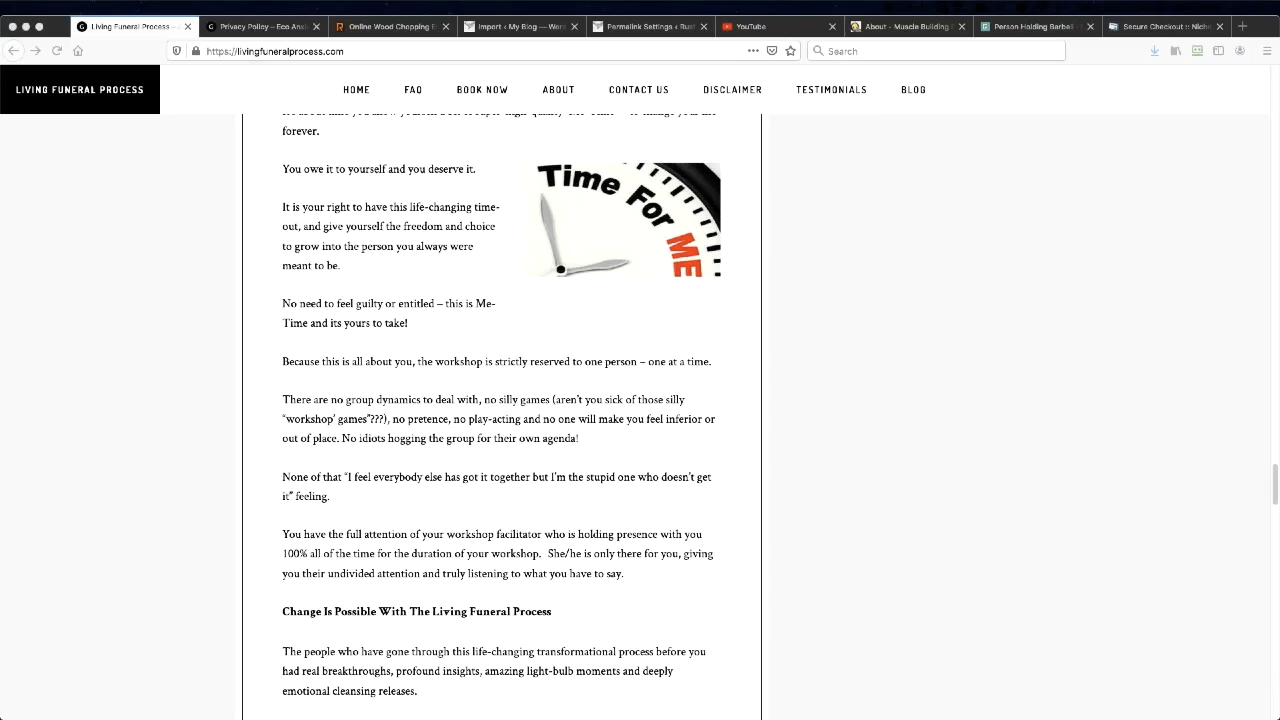 Living Funeral Process –
Privacy Policy – Eco Anxi
Online Wood Chopping E
Import ‹ My Blog — Wor
Permalink Settings ‹ Rust
YouTube
About - Muscle Building
Person Holding Barbell
Secure Checkout :: Niche
https://livingfuneralprocess.com
Search
LIVING FUNERAL PROCESS
HOME FAQ BOOK NOW ABOUT CONTACT US DISCLAIMER TESTIMONIALS BLOG
forever.
You owe it to yourself and you deserve it.
It is your right to have this life-changing time-
out, and give yourself the freedom and choice
to grow into the person you always were
meant to be.
Time For ME
No need to feel guilty or entitled – this is Me-
Time and its yours to take!
Because this is all about you, the workshop is strictly reserved to one person – one at a time.
There are no group dynamics to deal with, no silly games (aren't you sick of those silly
"workshop' games"???), no pretence, no play-acting and no one will make you feel inferior or
out of place. No idiots hogging the group for their own agenda!
None of that "I feel everybody else has got it together but I'm the stupid one who doesn't get
it" feeling.
You have the full attention of your workshop facilitator who is holding presence with you
100% all of the time for the duration of your workshop.  She/he is only there for you, giving
you their undivided attention and truly listening to what you have to say.
Change Is Possible With The Living Funeral Process
The people who have gone through this life-changing transformational process before you
had real breakthroughs, profound insights, amazing light-bulb moments and deeply
emotional cleansing releases.